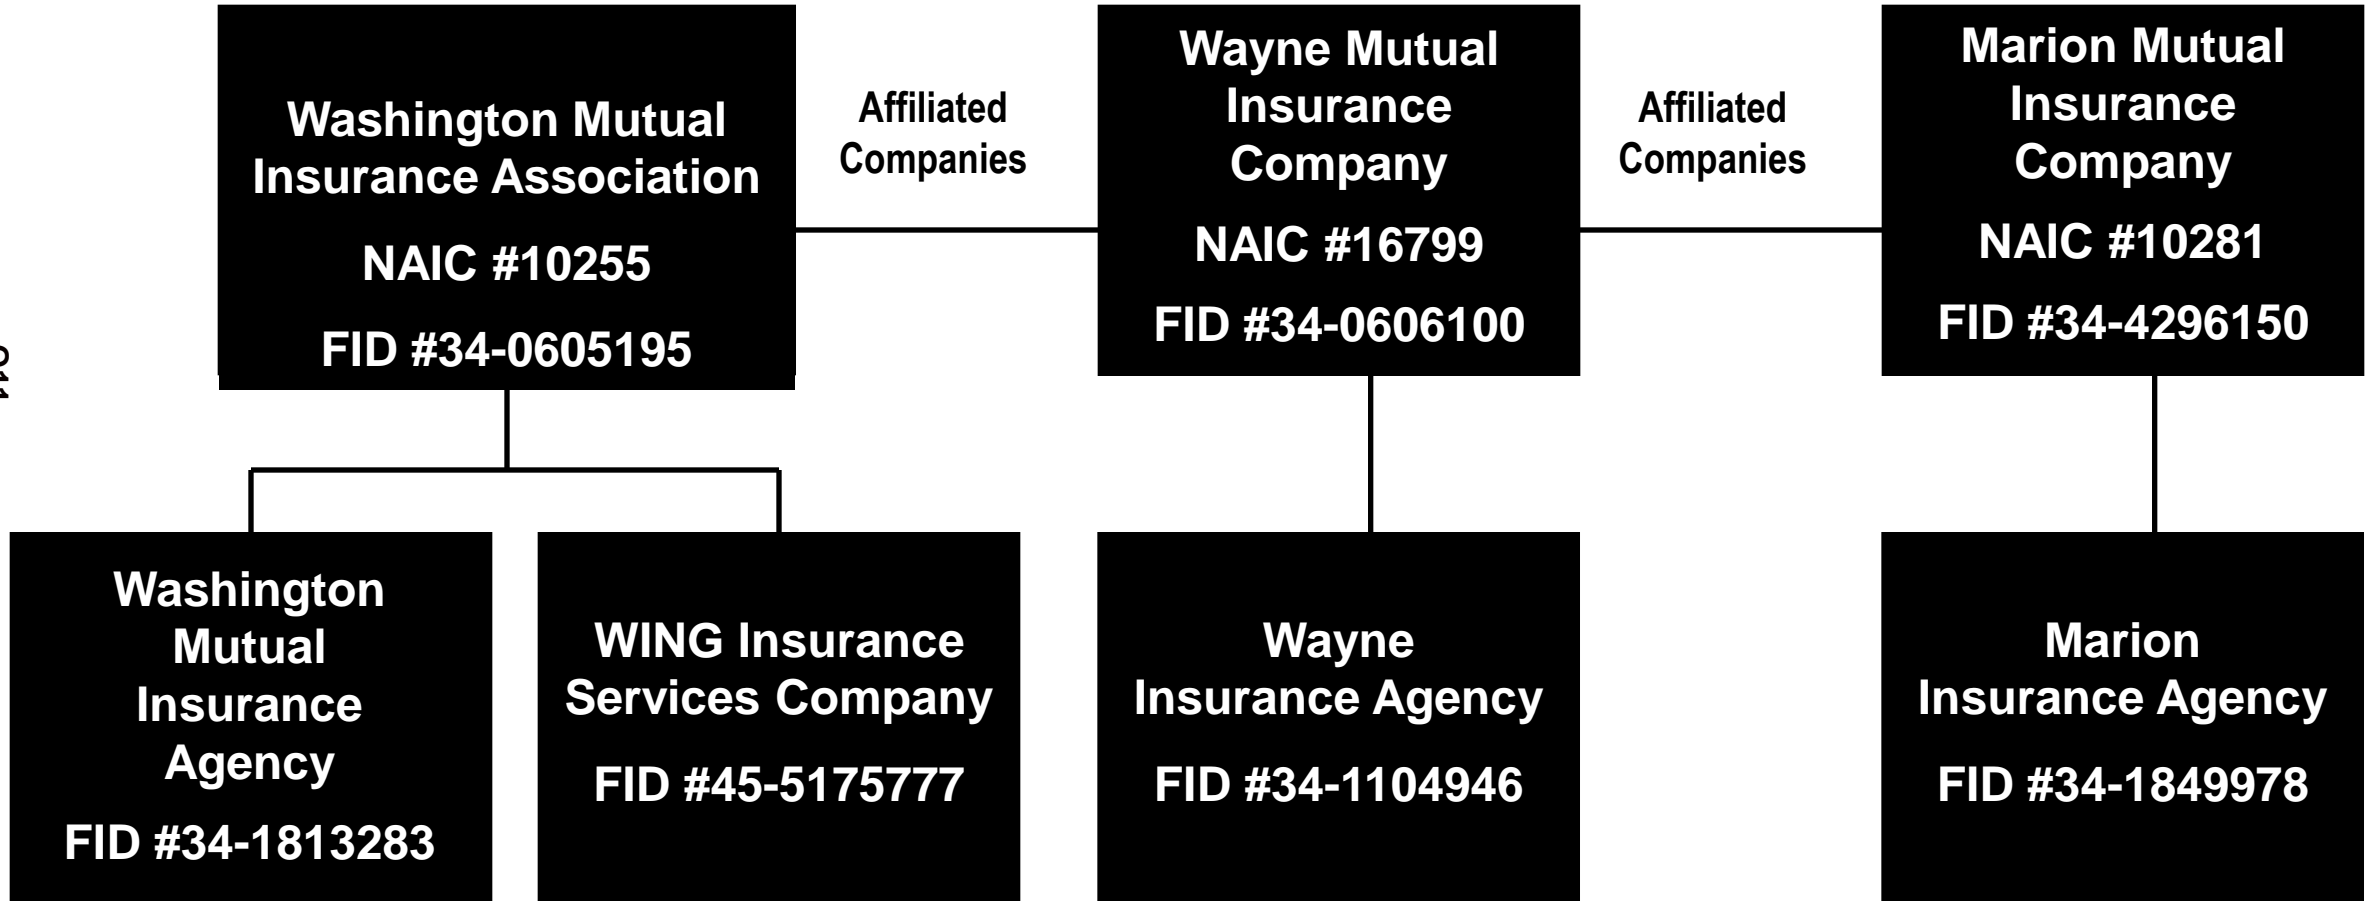 Washington Mutual
Insurance Association
NAIC #10255
FID #34-0605195
Affiliated
Companies
Wayne Mutual
Insurance
Company
NAIC #16799
FID #34-0606100
Affiliated
Companies
Marion Mutual
Insurance
Company
NAIC #10281
FID #34-4296150
Washington
Mutual
Insurance
Agency
FID #34-1813283
WING Insurance
Services Company
FID #45-5175777
Wayne
Insurance Agency
FID #34-1104946
Marion
Insurance Agency
FID #34-1849978